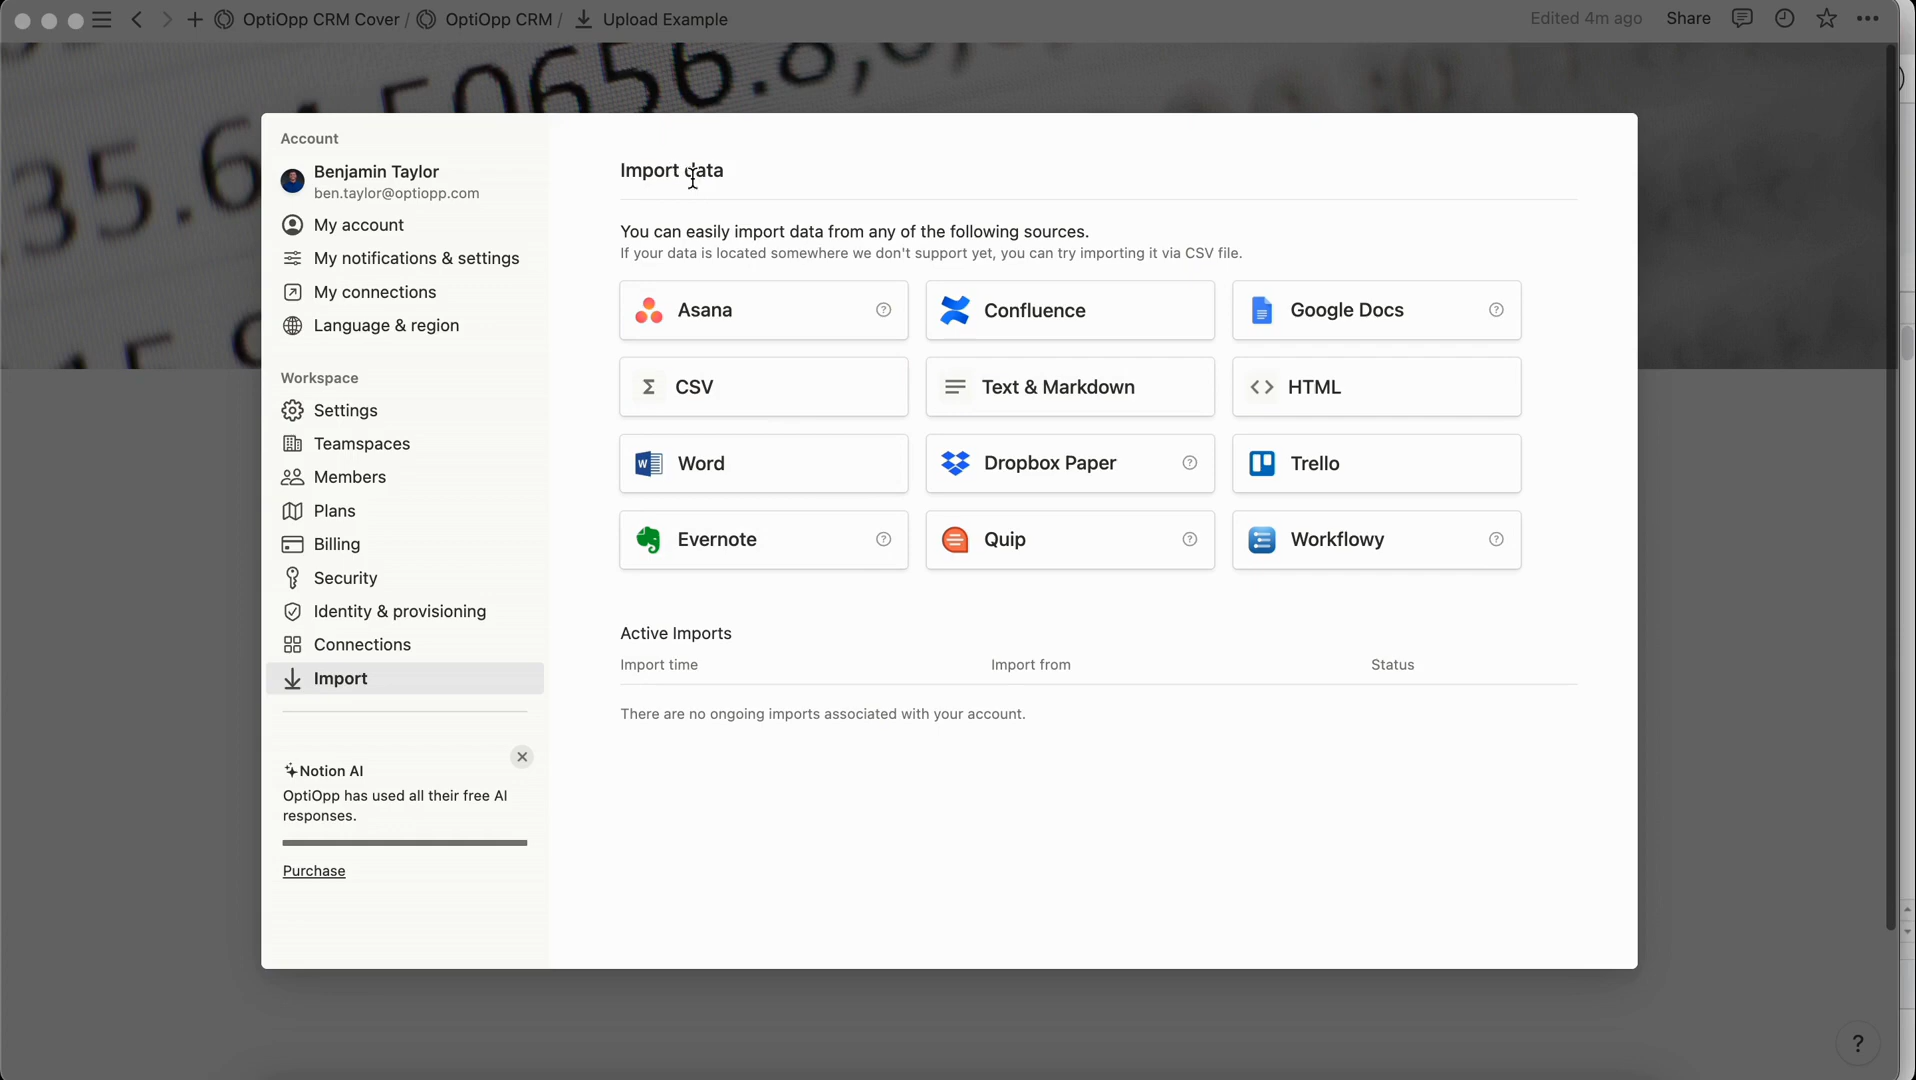 OptiOpp CRM Cover / OptiOpp CRM / Upload Example
Edited 4m ago Share
Account
Benjamin Taylor
ben.taylor@optiopp.com
My account
My notifications & settings
My connections
Language & region
Workspace
Settings
Teamspaces
Members
Plans
Billing
Security
Identity & provisioning
Connections
Import
Notion AI
OptiOpp has used all their free AI
responses.
Purchase
Import data
You can easily import data from any of the following sources.
If your data is located somewhere we don't support yet, you can try importing it via CSV file.
Asana
Confluence
Google Docs
CSV
Text & Markdown
HTML
Word
Dropbox Paper
Trello
Evernote
Quip
Workflowy
Active Imports
Import time Import from Status
There are no ongoing imports associated with your account.
?